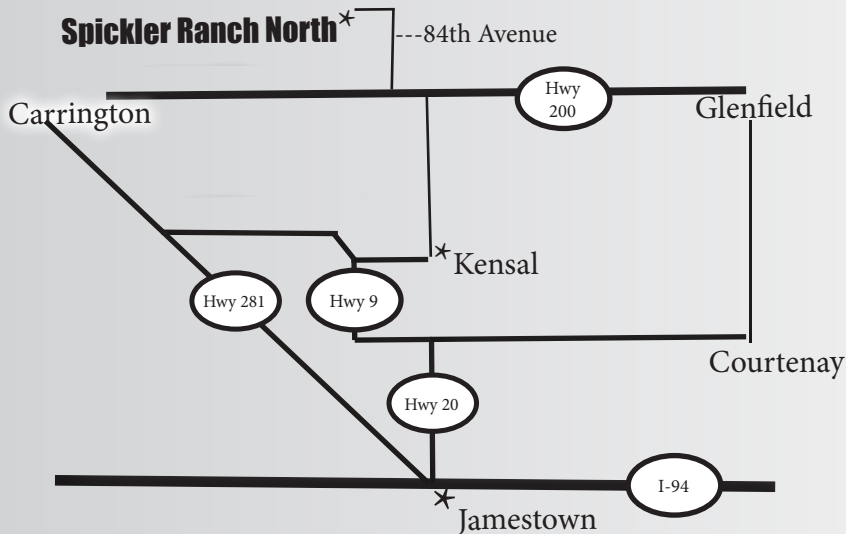 Spickler Ranch North*
---84th Avenue
Hwy
200
Carrington
Glenfield
* Kensal
Hwy 281
Hwy 9
Courtenay
Hwy 20
I-94
* Jamestown